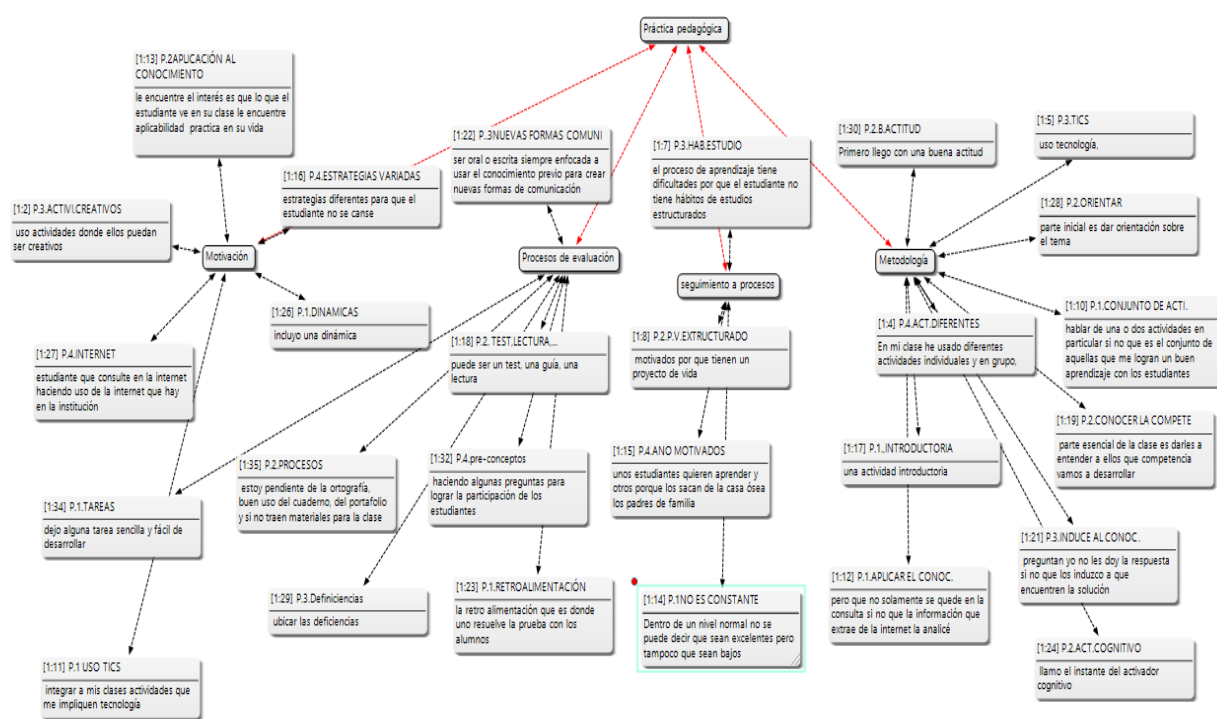 Práctica pedagógica
[1:13] P.2APLICACIÓN AL
CONOCIMIENTO
le encuentre el interés es que lo que el
estudiante ve en su clase le encuentre
aplicabilidad practica en su vida
[1:22] P.3NUEVAS FORMAS COMUNI
ser oral o escrita siempre enfocada a
usar el conocimiento previo para crear
nuevas formas de comunicación
[1:7] P.3.HAB.ESTUDIO
el proceso de aprendizaje tiene
dificultades por que el estudiante no
tiene hábitos de estudios
estructurados
[1:30] P.2.B.ACTITUD
Primero llego con una buena actitud
[1:5] P.3.TICS
uso tecnología,
[1:16] P.4.ESTRATEGIAS VARIADAS
estrategias diferentes para que el
estudiante no se canse
[1:2] P.3.ACTIVI.CREATIVOS
uso actividades donde ellos puedan
ser creativos
[1:28] P.2.ORIENTAR
parte inicial es dar orientación sobre
el tema
Motivación
Procesos de evaluación
seguimiento a procesos
Metodología
[1:26] P.1.DINAMICAS
incluyo una dinámica
[1:18] P.2. TEST,LECTURA,...
puede ser un test, una guía, una
lectura
[1:8] P.2.P.V.EXTRUCTURADO
motivados por que tienen un
proyecto de vida
[1:4] P.4.ACT.DIFERENTES
En mi clase he usado diferentes
actividades individuales y en grupo,
[1:10] P.1.CONJUNTO DE ACTI.
hablar de una o dos actividades en
particular si no que es el conjunto de
aquellas que me logran un buen
aprendizaje con los estudiantes
[1:27] P.4.INTERNET
estudiante que consulte en la internet
haciendo uso de la internet que hay
en la institución
[1:35] P.2.PROCESOS
estoy pendiente de la ortografía,
buen uso del cuaderno, del portafolio
y si no traen materiales para la clase
[1:32] P.4.pre-conceptos
haciendo algunas preguntas para
lograr la participación de los
estudiantes
[1:15] P.4.ANO MOTIVADOS
unos estudiantes quieren aprender y
otros porque los sacan de la casa ósea
los padres de familia
[1:17] P.1.,INTRODUCTORIA
una actividad introductoria
[1:19] P.2.CONOCER LA COMPETE
parte esencial de la clase es darles a
entender a ellos que competencia
vamos a desarrollar
[1:34] P.1.TAREAS
dejo alguna tarea sencilla y fácil de
desarrollar
[1:29] P.3.Definiciencias
ubicar las deficiencias
[1:23] P.1.RETROALIMENTACIÓN
la retro alimentación que es donde
uno resuelve la prueba con los
alumnos
[1:14] P.1NO ES CONSTANTE
Dentro de un nivel normal no se
puede decir que sean excelentes pero
tampoco que sean bajos
[1:12] P.1.APLICAR EL CONOC.
pero que no solamente se quede en la
consulta si no que la información que
extrae de la internet la analicé
[1:21] P.3.INDUCE AL CONOC.
preguntan yo no les doy la respuesta
si no que los induzco a que
encuentren la solución
[1:11] P.1 USO TICS
integrar a mis clases actividades que
me impliquen tecnología
[1:24] P.2.ACT.COGNITIVO
llamo el instante del activador
cognitivo